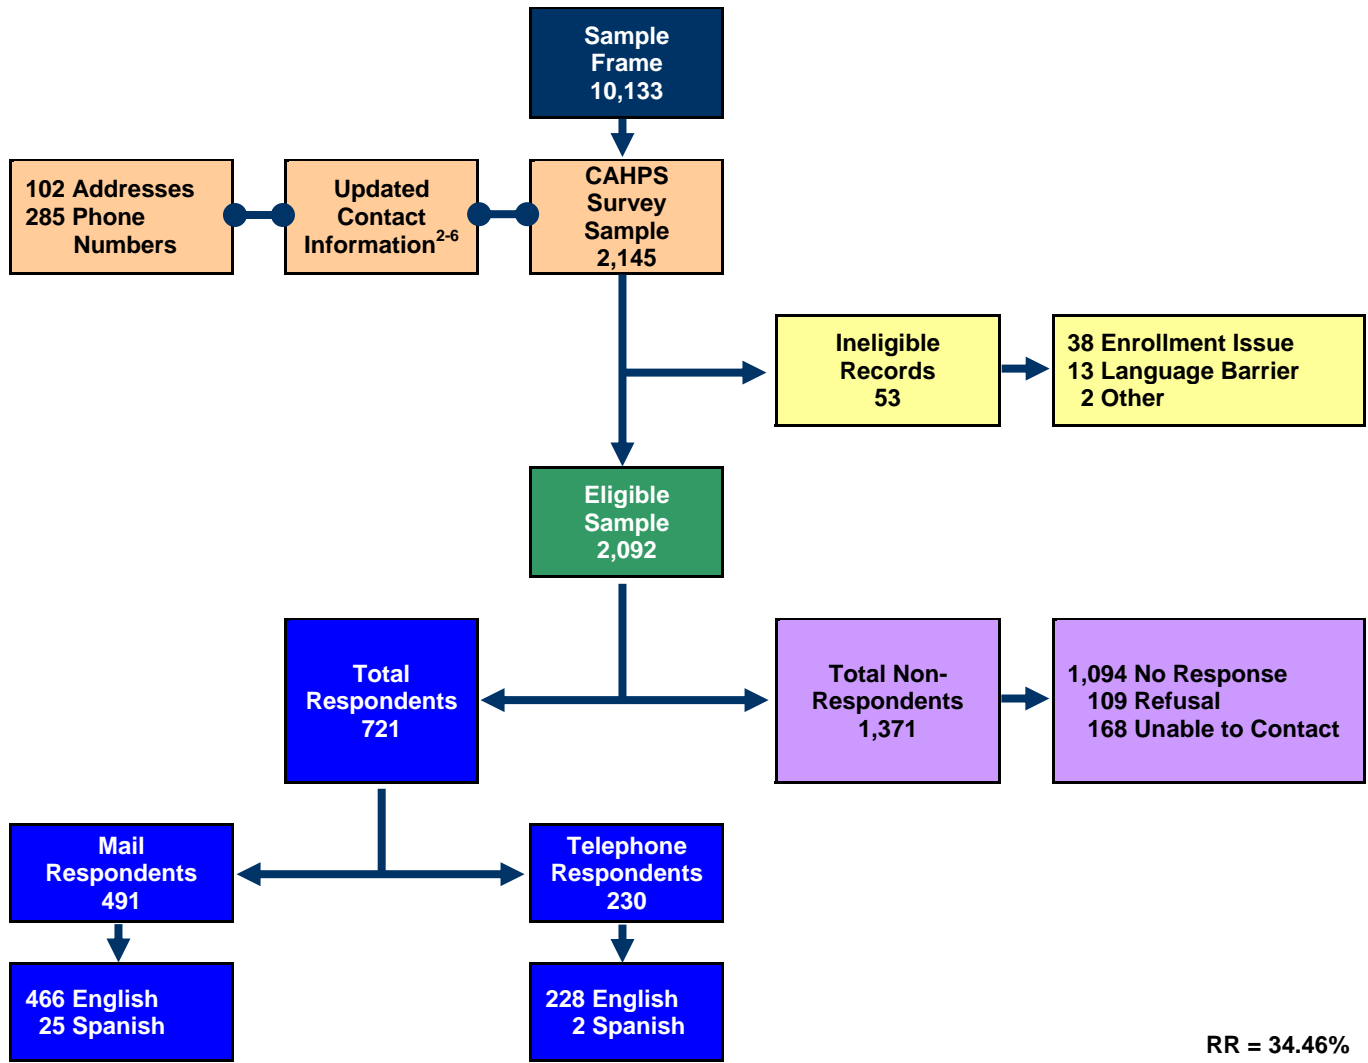 Sample
Frame
10,133
102 Addresses
285 Phone
Numbers
Updated
Contact
Information2-6
CAHPS
Survey
Sample
2,145
Ineligible
Records
53
38 Enrollment Issue
13 Language Barrier
2 Other
Eligible
Sample
2,092
Total
Respondents
721
Total Non-
Respondents
1,371
1,094 No Response
109 Refusal
168 Unable to Contact
Mail
Respondents
491
Telephone
Respondents
230
466 English
25 Spanish
228 English
2 Spanish
RR = 34.46%